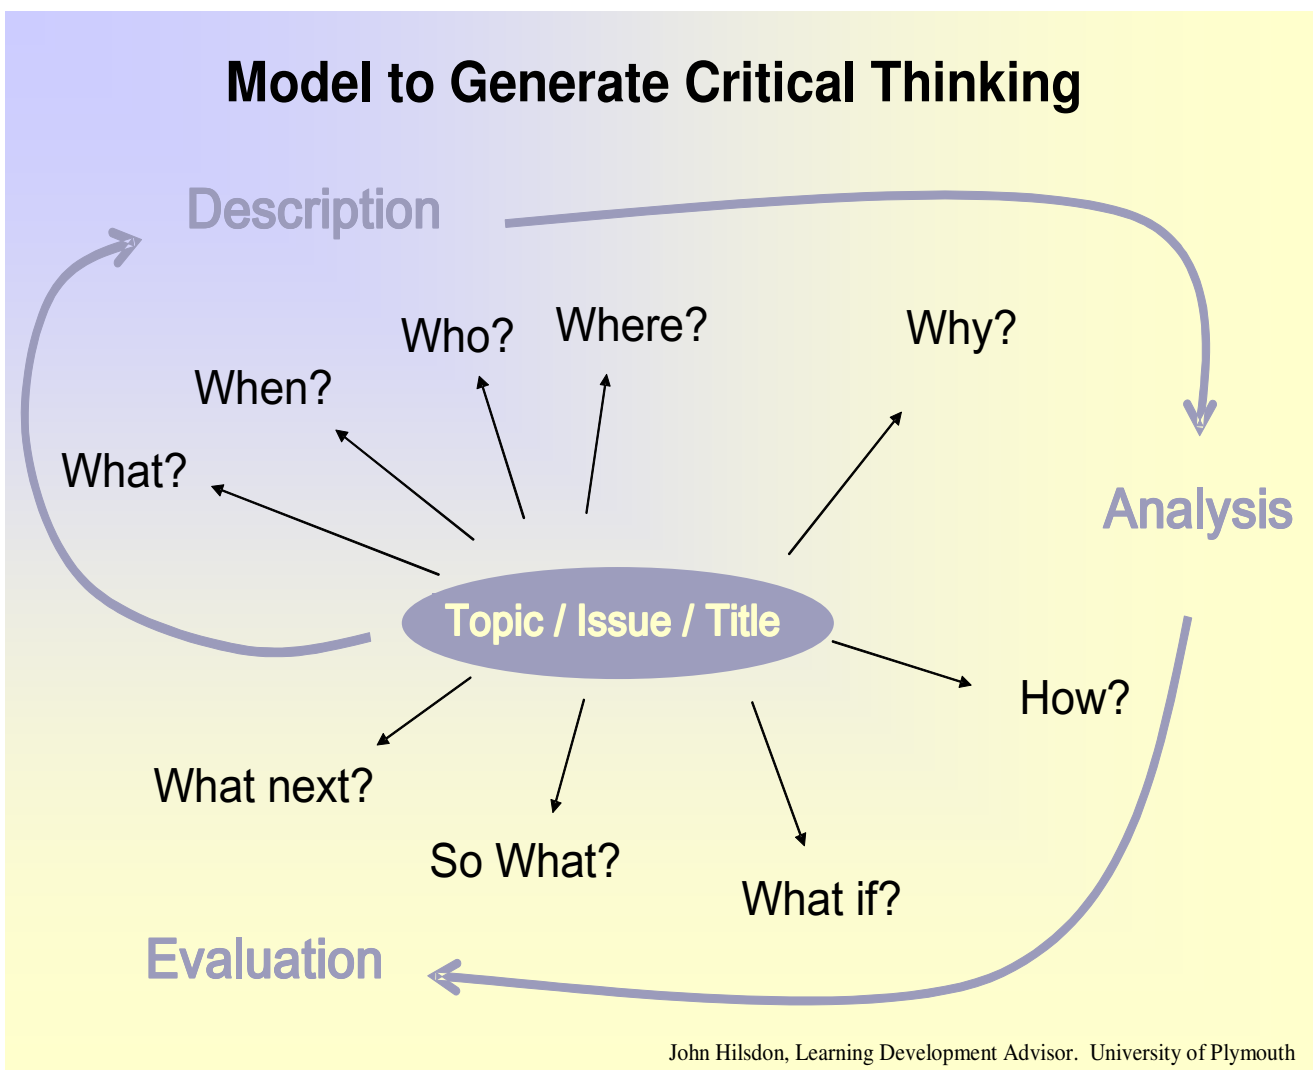 Model to Generate Critical Thinking
Description
Who?
Where?
Why?
When?
What?
Analysis
Topic / Issue / Title
How?
What next?
So What?
What if?
Evaluation
John Hilsdon, Learning Development Advisor.  University of Plymouth